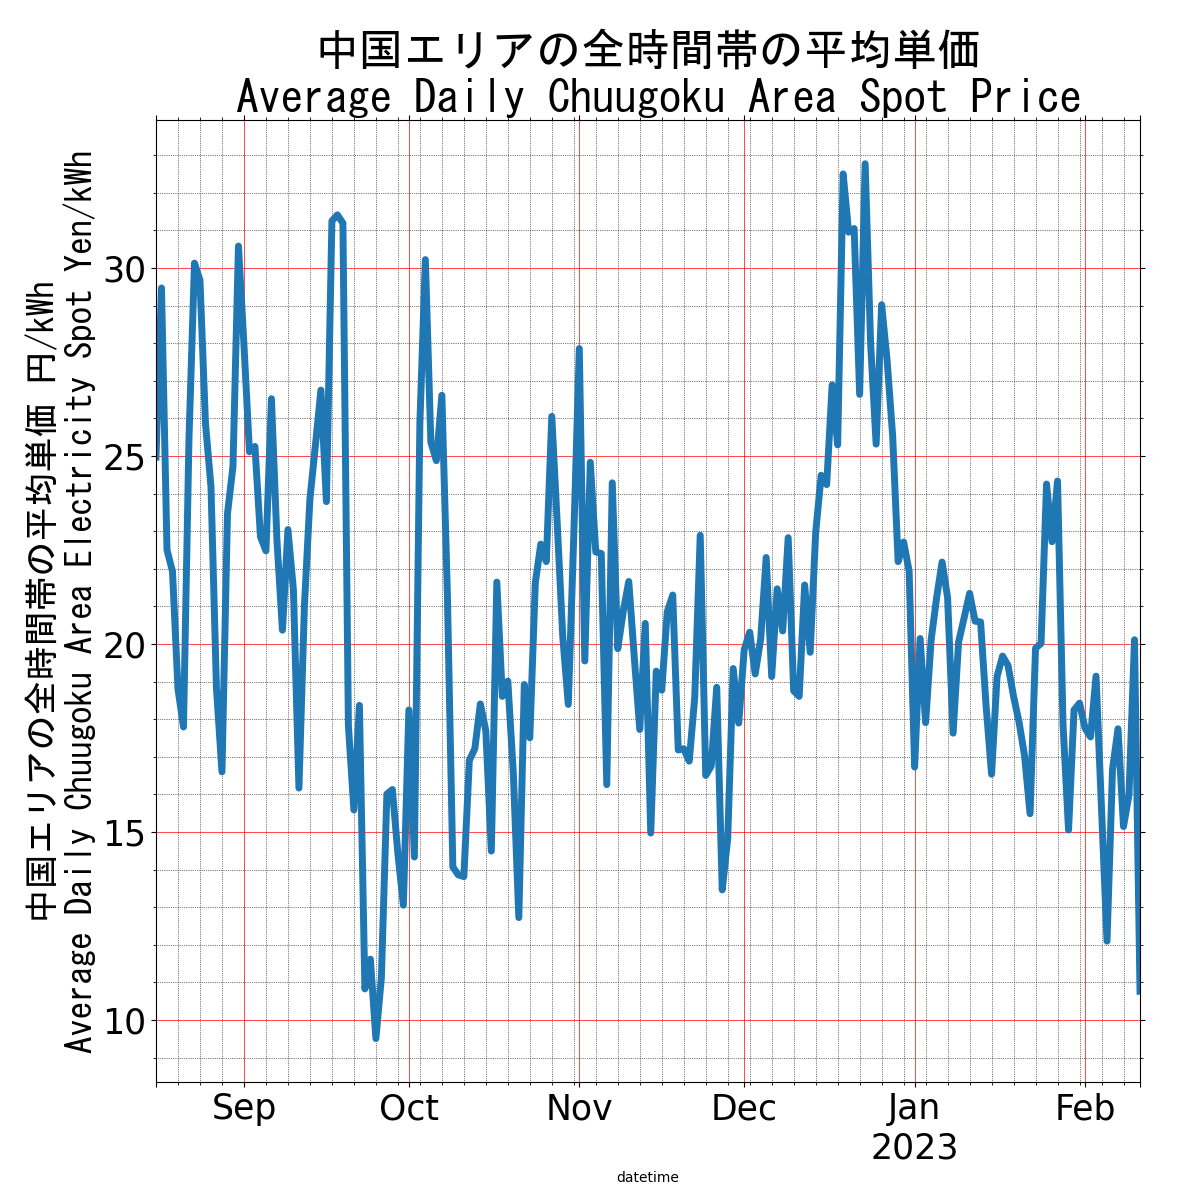 中国エリアの全時間帯の平均単価
Average Daily Chuugoku Area Spot Price
中国エリアの全時間帯の平均単価 円/kWh
Average Daily Chuugoku Area Electricity Spot Yen/kWh
30
25
20
15
10
Sep Oct Nov Dec Jan Feb
2023
datetime